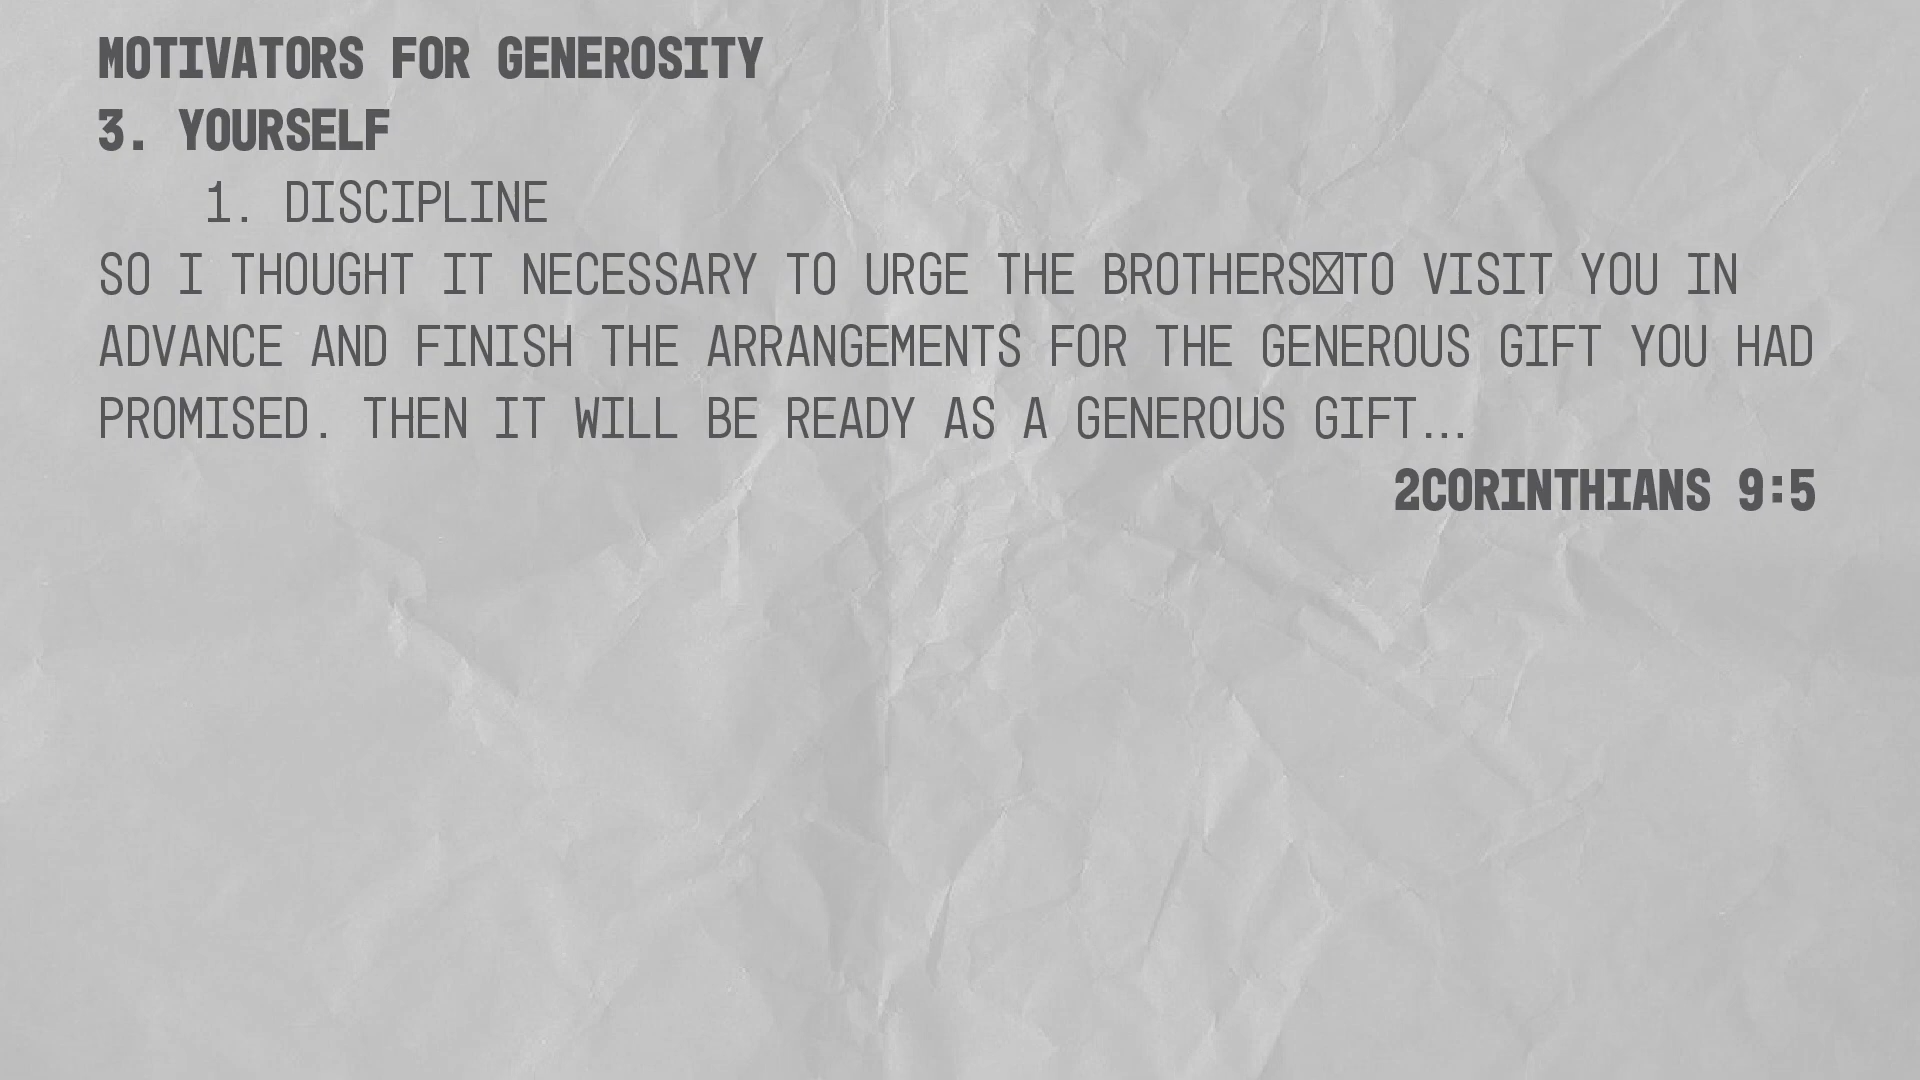 MOTIVATORS FOR GENEROSITY
3. YOURSELF
1. DISCIPLINE
SO I THOUGHT IT NECESSARY TO URGE THE BROTHERS☒TO VISIT YOU IN
ADVANCE AND FINISH THE ARRANGEMENTS FOR THE GENEROUS GIFT YOU HAD
PROMISED. THEN IT WILL BE READY AS A GENEROUS GIFT...
2CORINTHIANS 9:5